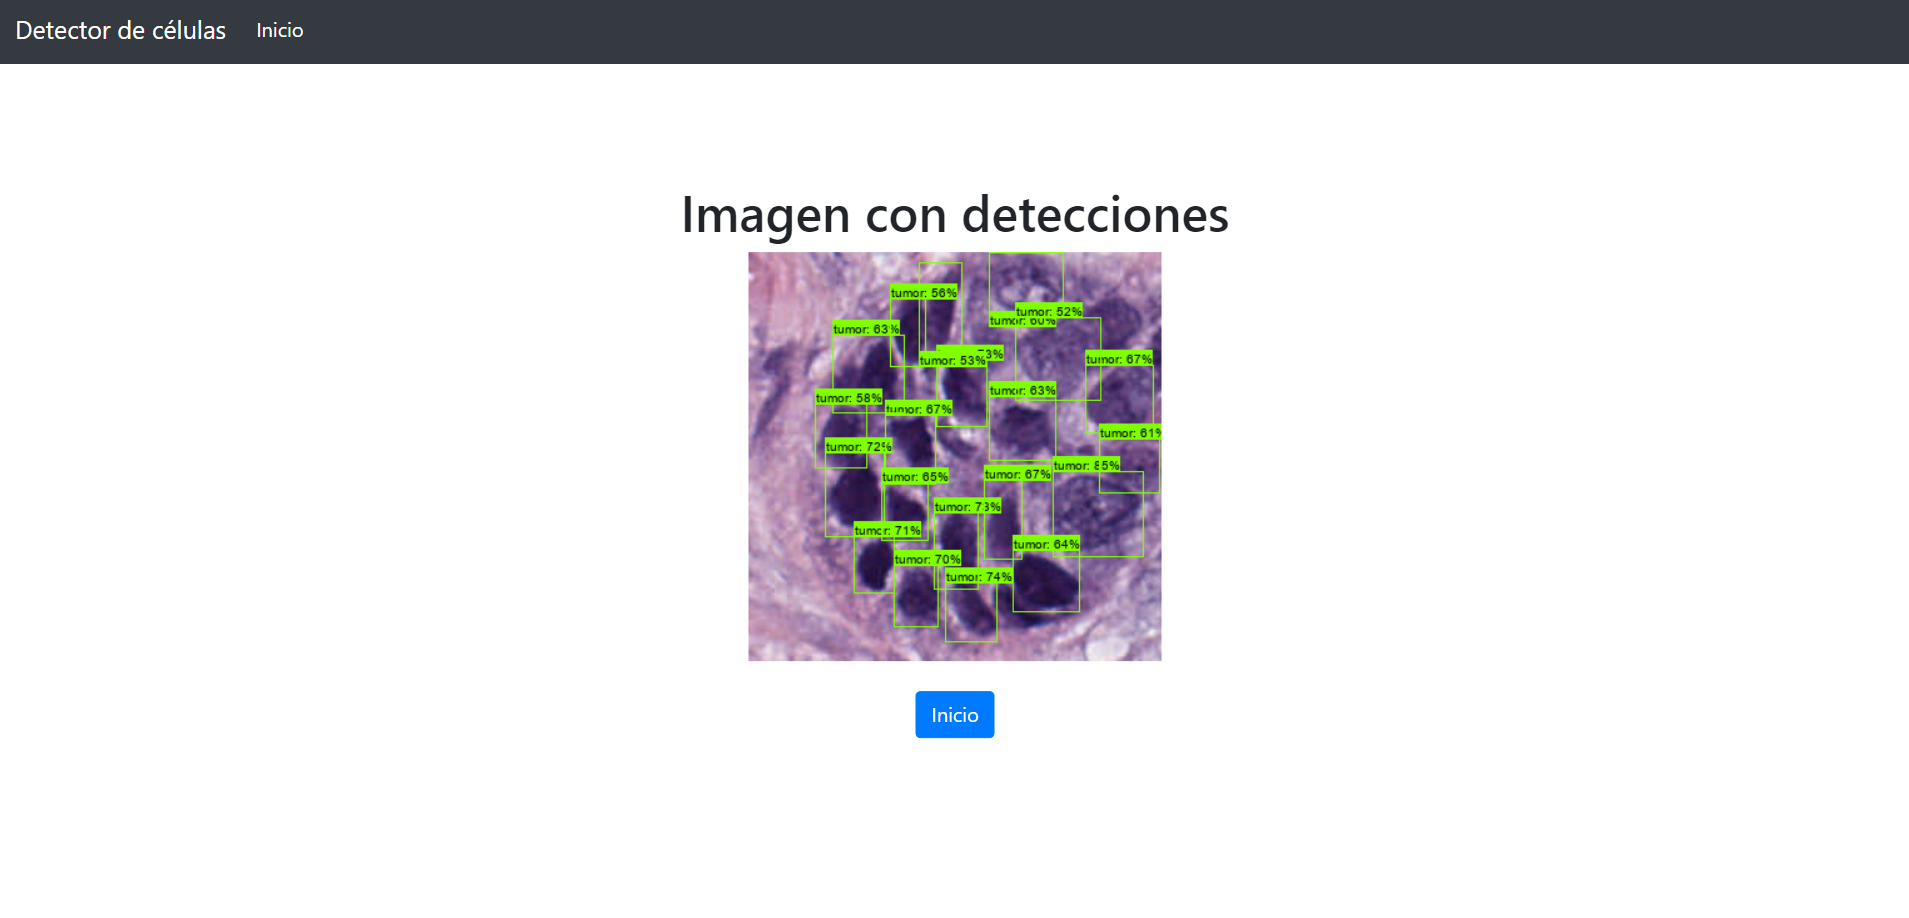 Detector de células Inicio
Imagen con detecciones
tumor: 56%
tumor: 52%
tumor: 60%
tumor: 63%
3%
tumor: 53%
tumor: 67%
tumor: 63%
tumor: 58%
tumor: 67%
tumor: 61%
tumor: 72%
tumor: 85%
tumor: 67%
tumor: 65%
tumor: 73%
tumor: 71%
tumor: 64%
tumor: 70%
tumor: 74%
Inicio